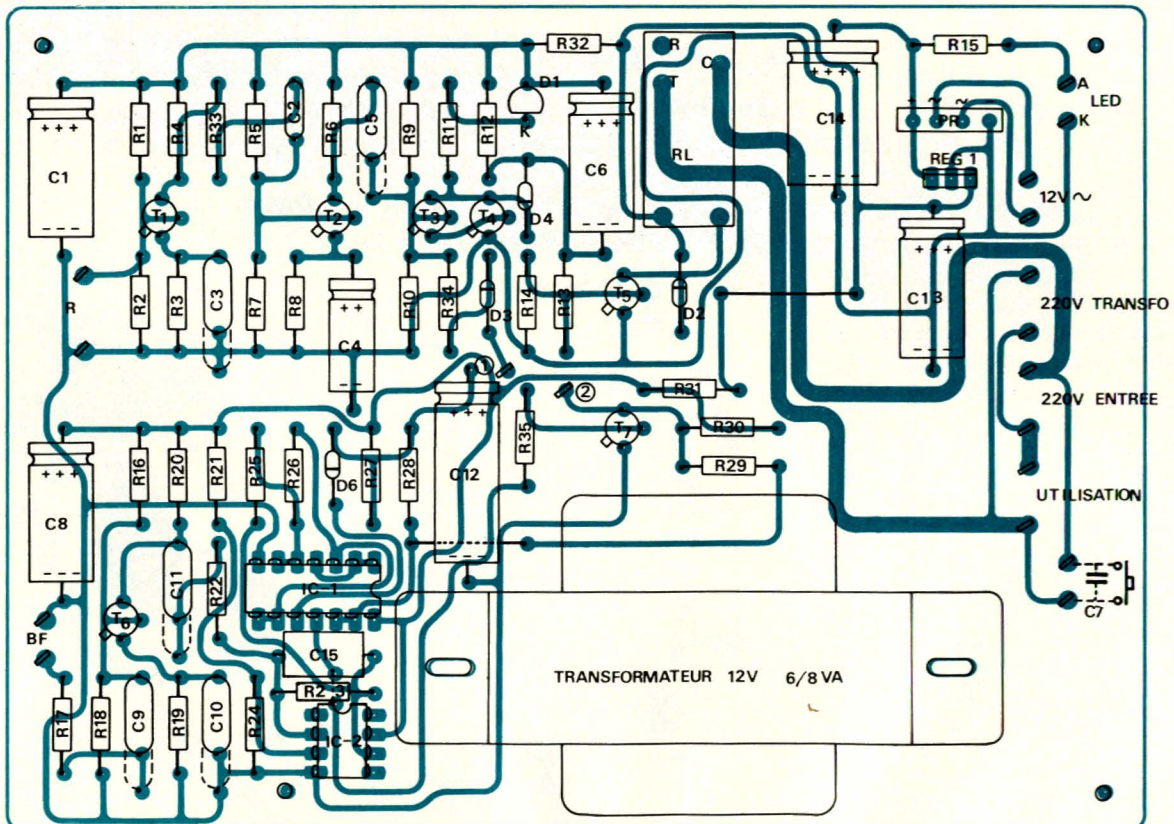 R32
R15
R
C
T
A
LED
K
D1
K
+ ~ ~ -
PR
REG 1
12V ~
C1
+++
---
R1
R4
R33
R5
C2
R6
C5
R9
R11
R12
C6
+++
---
RL
C14
++++
----
T1
T2
T3
T4
D4
R
R2
R3
C3
R7
R8
C4
+++
---
R10
R34
D3
R14
R13
T5
D2
C13
+++
---
220V TRANSFO
1
2
R31
220V ENTREE
C8
+++
---
R16
R20
R21
R25
R26
D6
R27
R28
C12
+++
---
R35
T7
R30
R29
UTILISATION
C11
R22
IC-1
T6
BF
C7
C15
R23
TRANSFORMATEUR 12V 6/8 VA
R17
R18
C9
R19
C10
R24
IC-2